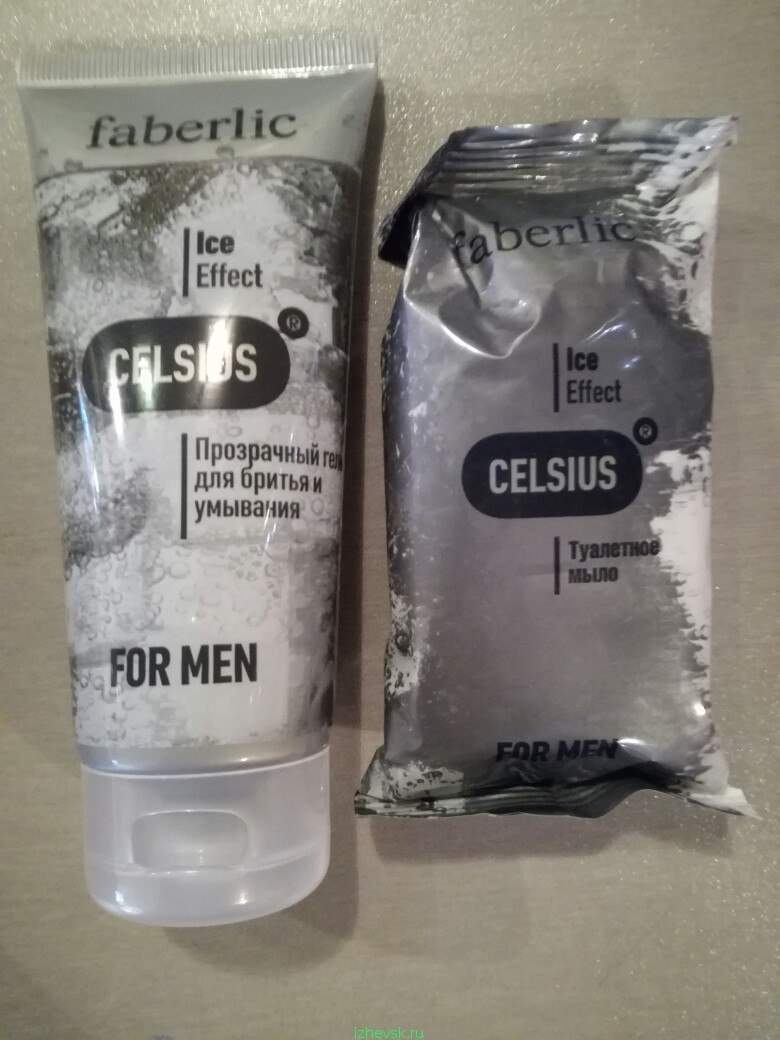 faberlic
Ice
Effect
CELSIUS
®
Прозрачный гель
для бритья и
умывания
FOR MEN
faberlic
Ice
Effect
CELSIUS
®
Туалетное
мыло
FOR MEN
izhevsk.ru